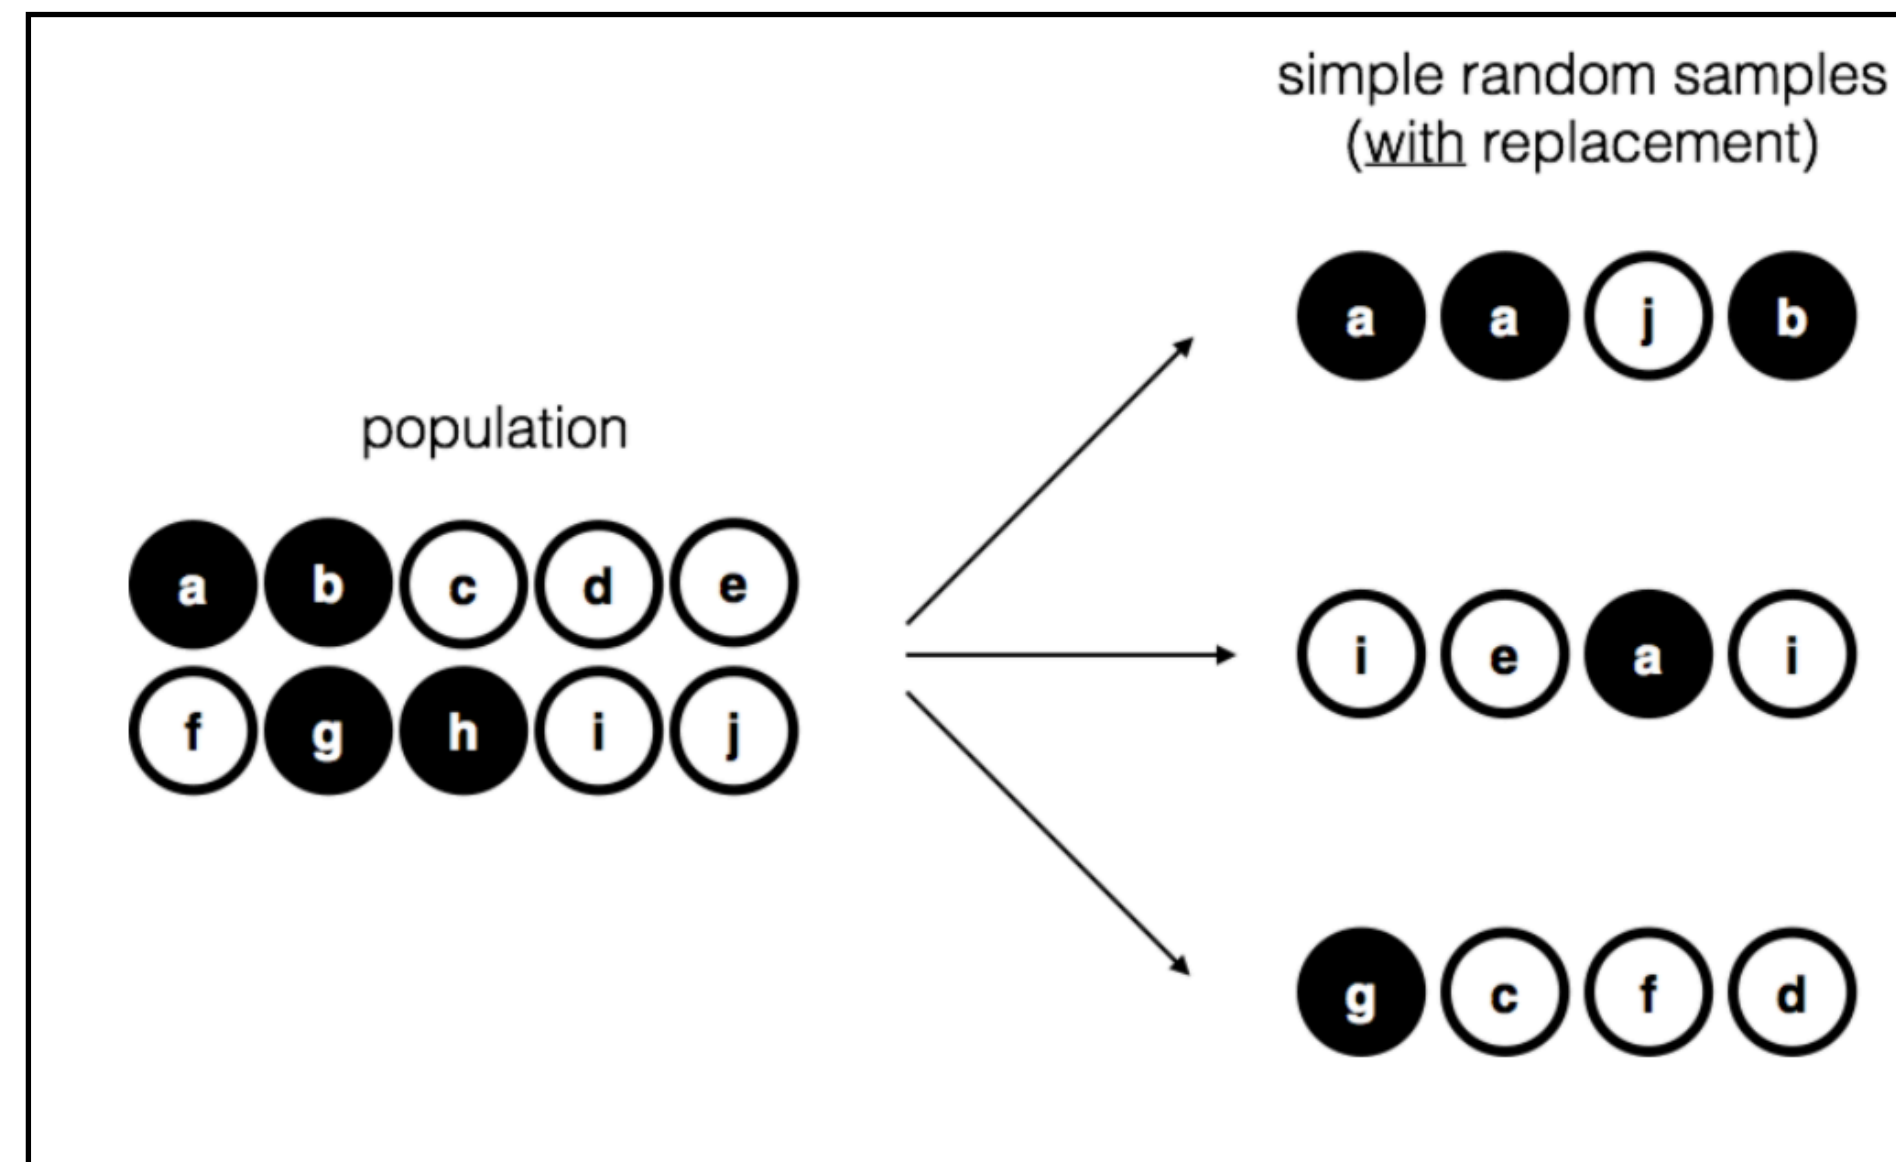 simple random samples
(with replacement)
a a j b
population
a b c d e
i e a i
f g h i j
g c f d